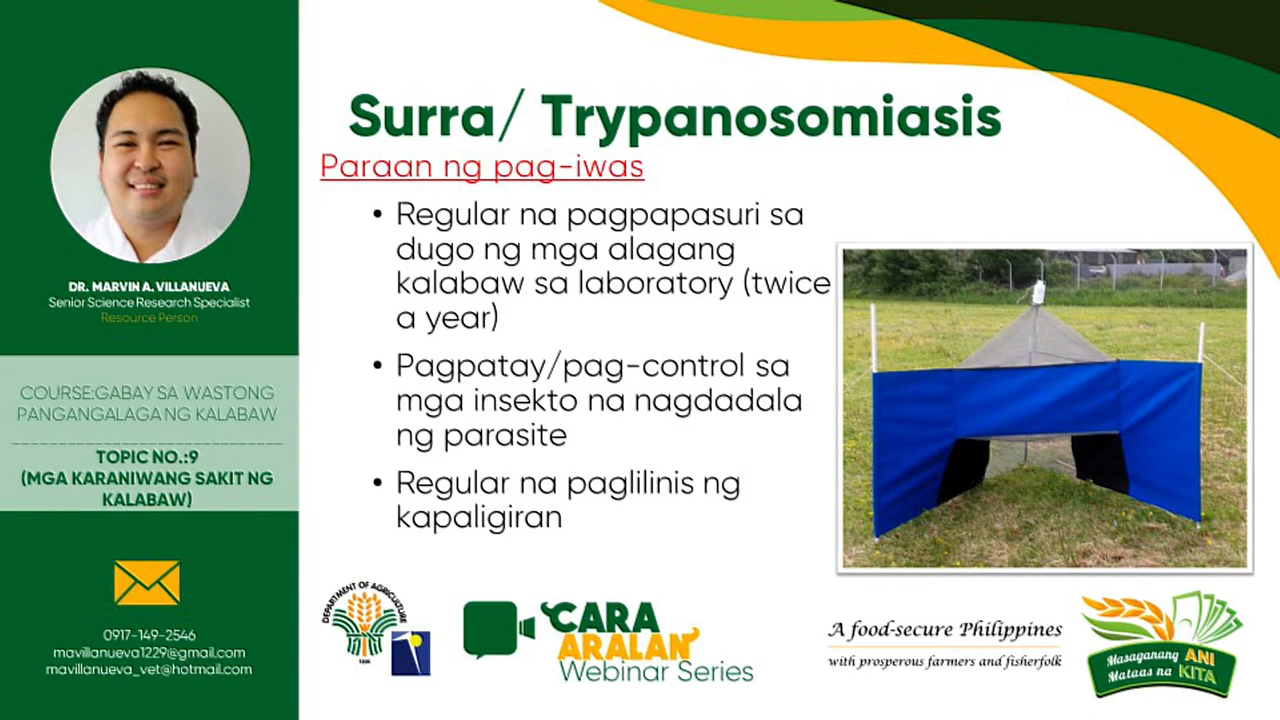 Surra/ Trypanosomiasis
Paraan ng pag-iwas
• Regular na pagpapasuri sa
dugo ng mga alagang
kalabaw sa laboratory (twice
a year)
• Pagpatay/pag-control sa
mga insekto na nagdadala
ng parasite
• Regular na paglilinis ng
kapaligiran
DR. MARVIN A. VILLANUEVA
Senior Science Research Specialist
Resource Person
COURSE:GABAY SA WASTONG
PANGANGALAGA NG KALABAW
TOPIC NO.:9
(MGA KARANIWANG SAKIT NG
KALABAW)
0917-149-2546
mavillanueva1229@gmail.com
mavillanueva_vet@hotmail.com
DEPARTMENT OF AGRICULTURE
CARA
ARALAN
Webinar Series
A food-secure Philippines
with prosperous farmers and fisherfolk
Masaganang ANI
Mataas na KITA